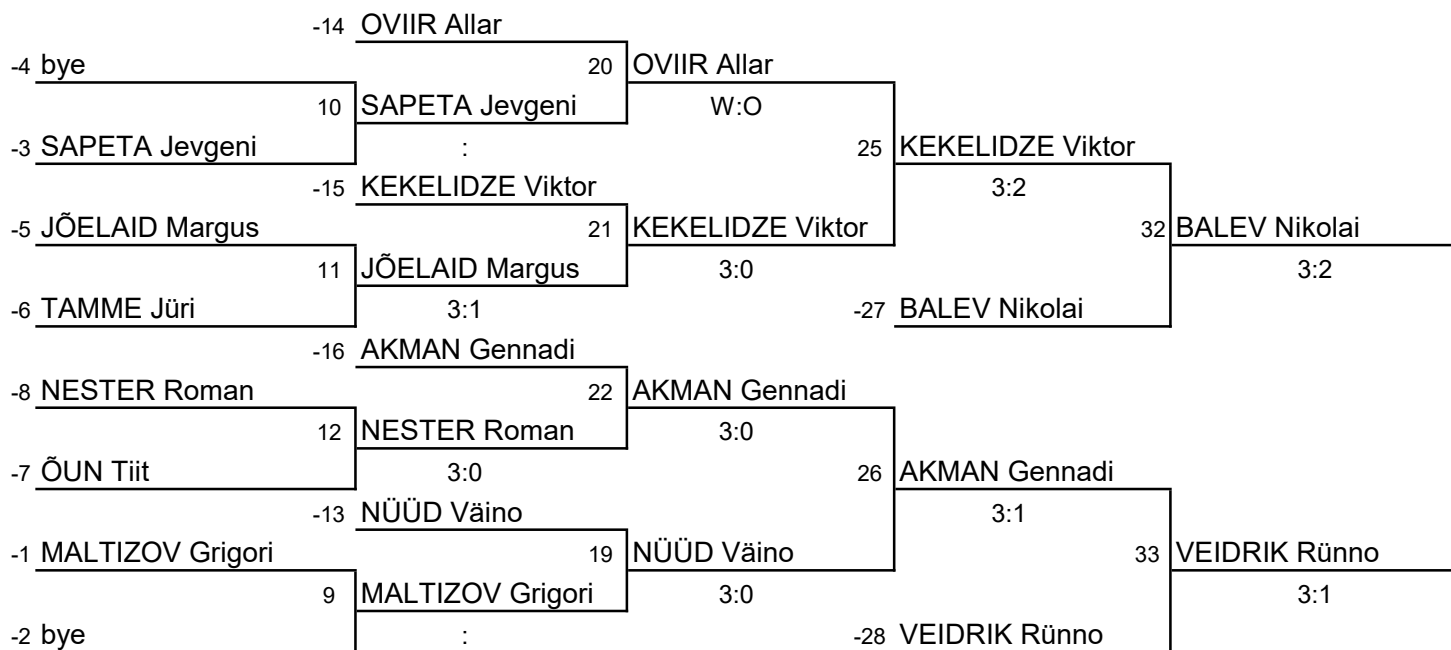 -14 OVIIR Allar
-4 bye 20 OVIIR Allar
10 SAPETA Jevgeni W:O
-3 SAPETA Jevgeni : 25 KEKELIDZE Viktor
-15 KEKELIDZE Viktor 3:2
-5 JÕELAID Margus 21 KEKELIDZE Viktor 32 BALEV Nikolai
11 JÕELAID Margus 3:0 3:2
-6 TAMME Jüri 3:1 -27 BALEV Nikolai
-16 AKMAN Gennadi
-8 NESTER Roman 22 AKMAN Gennadi
12 NESTER Roman 3:0
-7 ÕUN Tiit 3:0 26 AKMAN Gennadi
-13 NÜÜD Väino 3:1
-1 MALTIZOV Grigori 19 NÜÜD Väino 33 VEIDRIK Rünno
9 MALTIZOV Grigori 3:0 3:1
-2 bye : -28 VEIDRIK Rünno